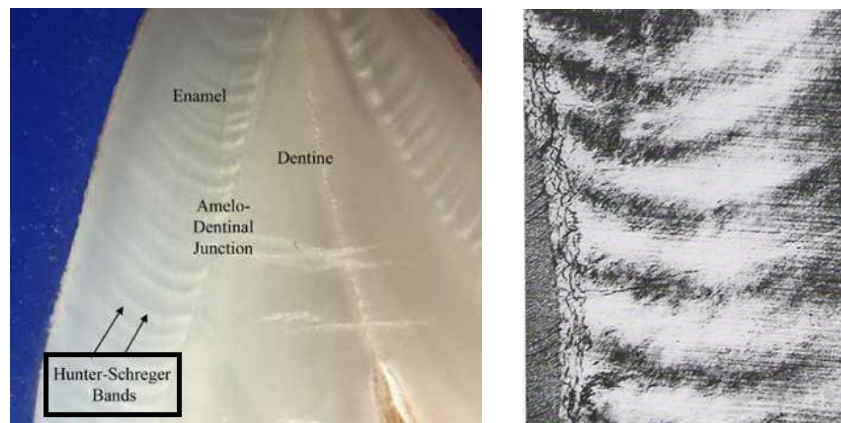 Enamel
Dentine
Amelo-
Dentinal
Junction
Hunter-Schreger
Bands